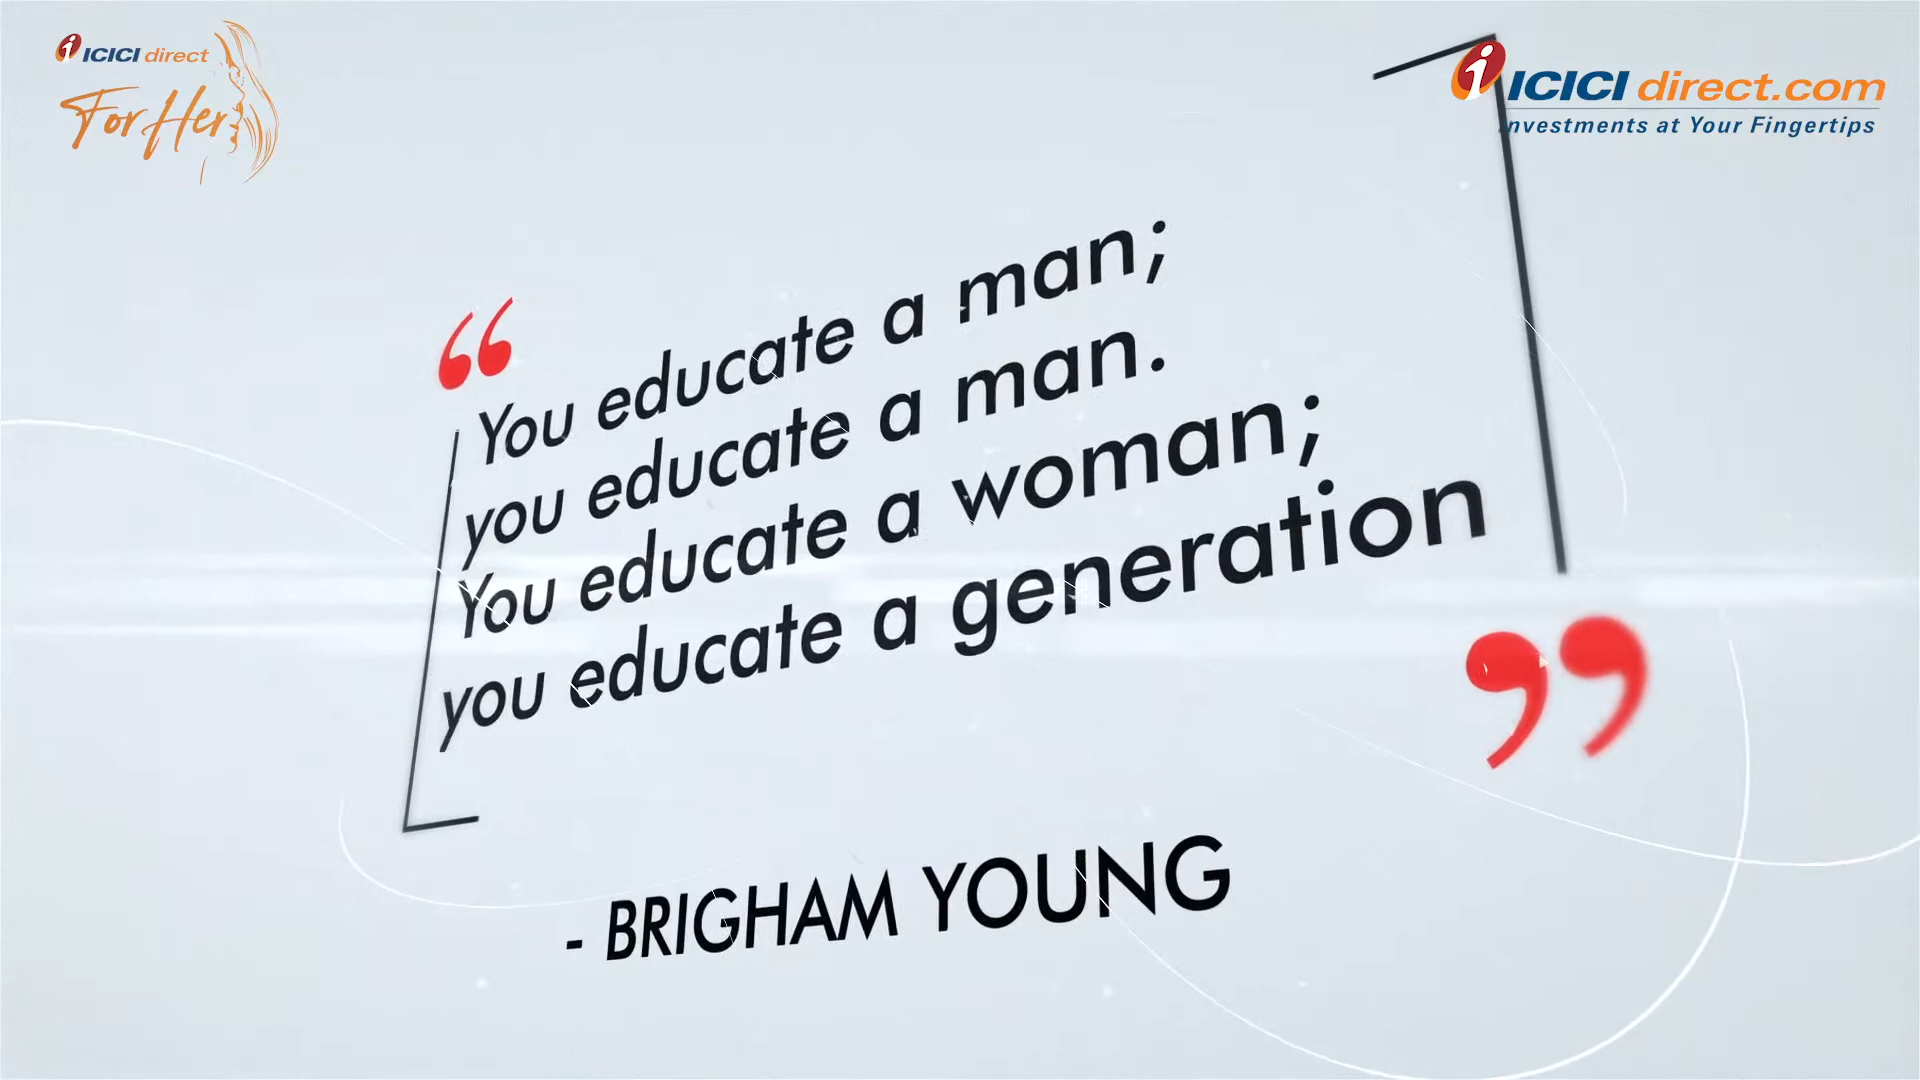 ICICI direct
For Her
ICICI direct.com
Investments at Your Fingertips
“You educate a man;
you educate a man.
You educate a woman;
you educate a generation”
- BRIGHAM YOUNG